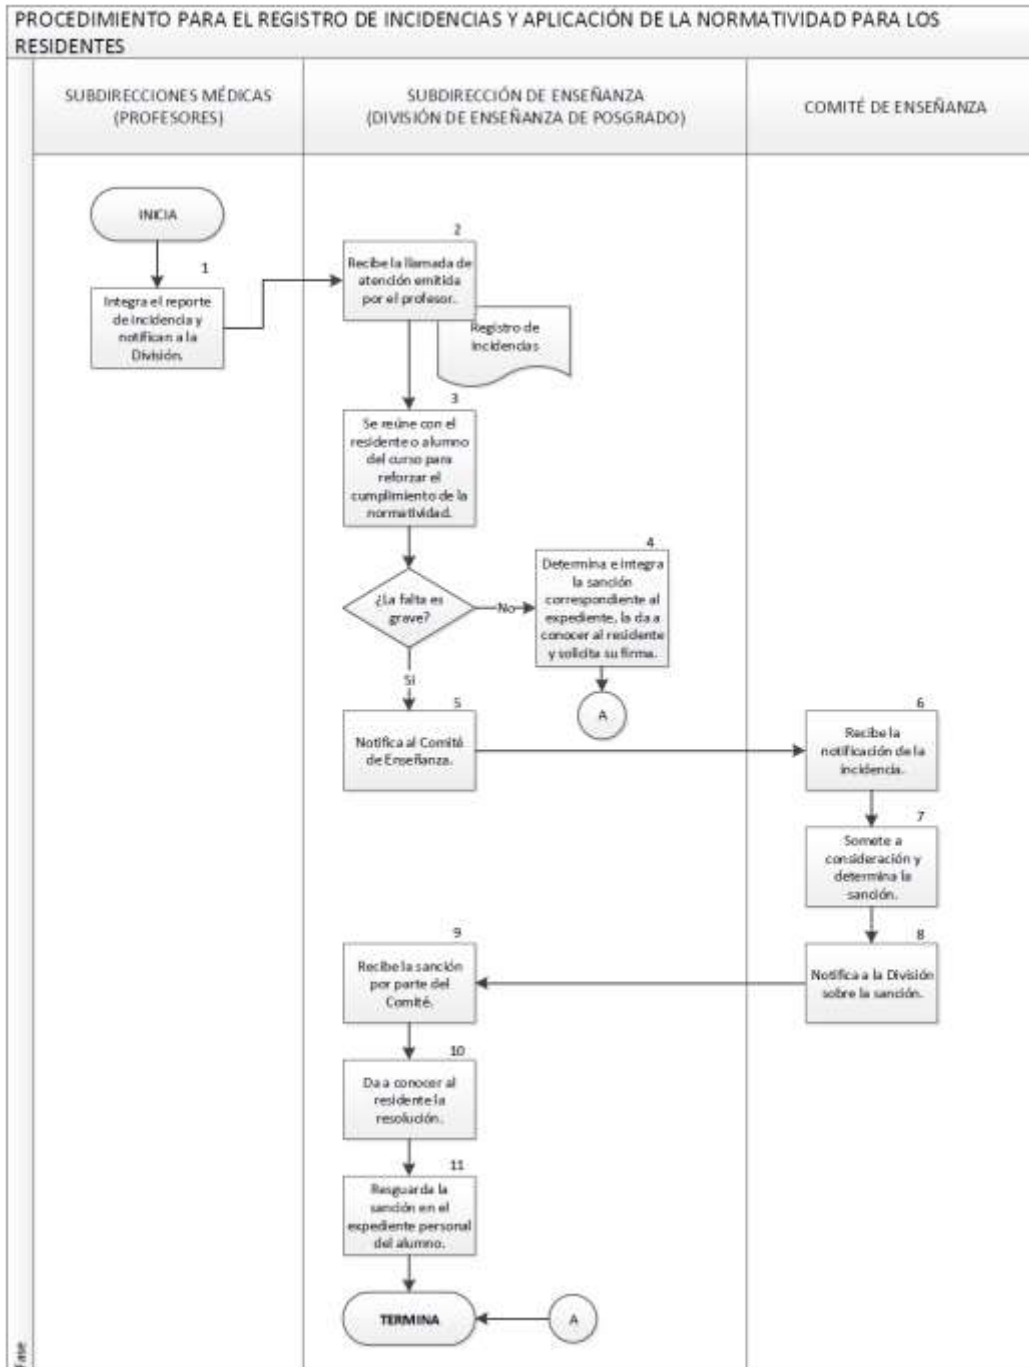 PROCEDIMIENTO PARA EL REGISTRO DE INCIDENCIAS Y APLICACIÓN DE LA NORMATIVIDAD PARA LOS
RESIDENTES
SUBDIRECCIONES MÉDICAS
(PROFESORES)
SUBDIRECCIÓN DE ENSEÑANZA
(DIVISIÓN DE ENSEÑANZA DE POSGRADO)
COMITÉ DE ENSEÑANZA
INICIA
1
Integra el reporte
de incidencia y
notifican a la
División.
2
Recibe la llamada de
atención emitida
por el profesor.
Registro de
incidencias
3
Se reúne con el
residente o alumno
del curso para
reforzar el
cumplimiento de la
normatividad.
¿La falta es
grave?
No
4
Determina e integra
la sanción
correspondiente al
expediente, la da a
conocer al residente
y solicita su firma.
A
Si
5
Notifica al Comité
de Enseñanza.
6
Recibe la
notificación de la
incidencia.
7
Somete a
consideración y
determina la
sanción.
8
Notifica a la División
sobre la sanción.
9
Recibe la sanción
por parte del
Comité.
10
Da a conocer al
residente la
resolución.
11
Resguarda la
sanción en el
expediente personal
del alumno.
TERMINA
A
Fase